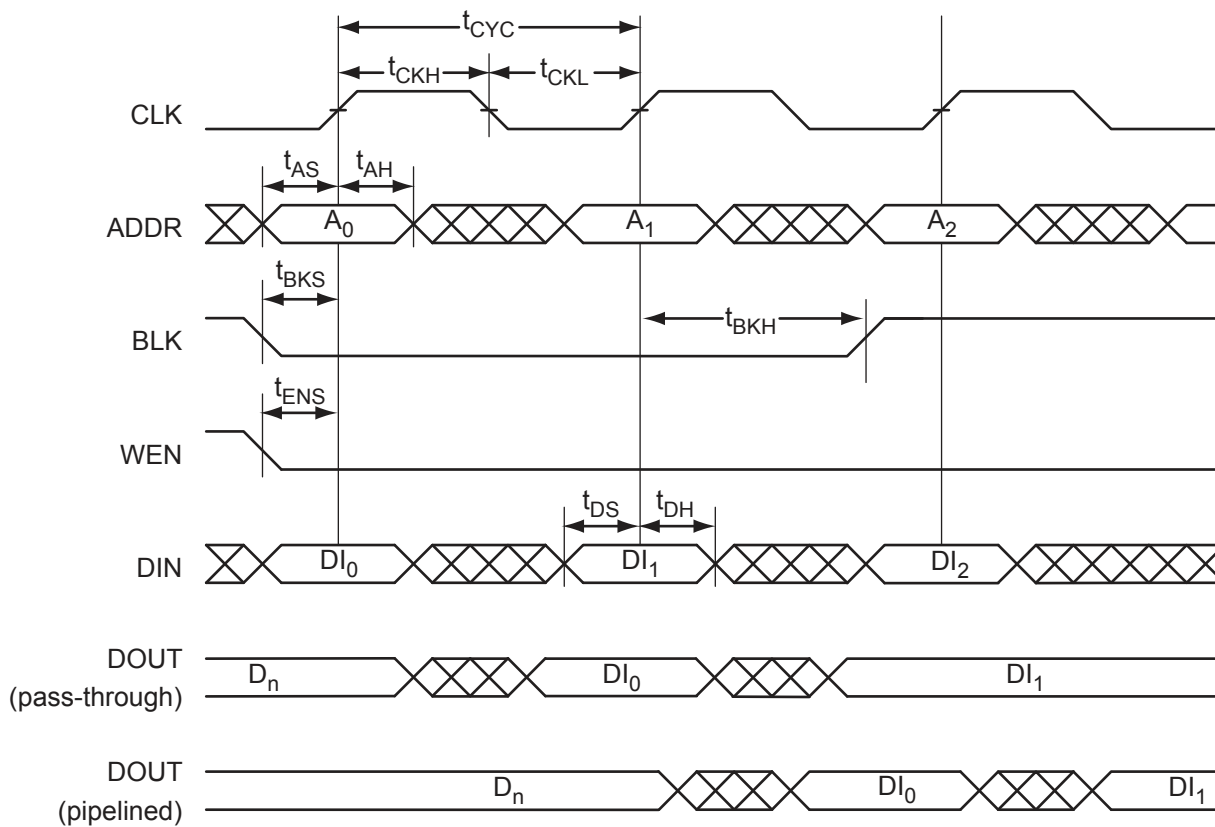 tCYC
tCKH tCKL
CLK
tAS tAH
ADDR A0 A1 A2
tBKS
BLK tBKH
tENS
WEN
tDS tDH
DIN DI0 DI1 DI2
DOUT
(pass-through) Dn DI0 DI1
DOUT
(pipelined) Dn DI0 DI1